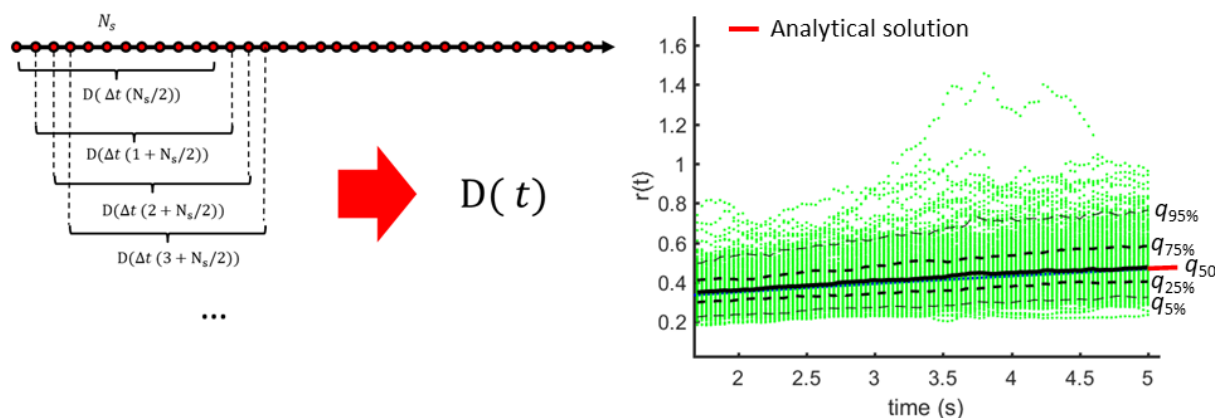 N_s
D( Δt (N_s/2))
D(Δt (1 + N_s/2))
D(Δt (2 + N_s/2))
D(Δt (3 + N_s/2))
...
D( t)
Analytical solution
r(t)
1.6
1.4
1.2
1
0.8
0.6
0.4
0.2
q95%
q75%
q50
q25%
q5%
2 2.5 3 3.5 4 4.5 5
time (s)